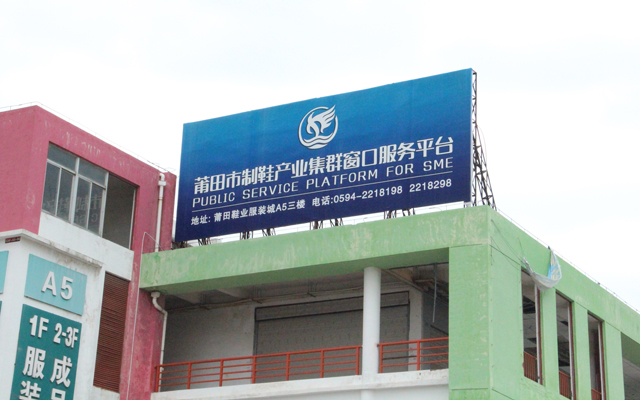 莆田市制鞋产业集群窗口服务平台
PUBLIC SERVICE PLATFORM FOR SME
地址: 莆田鞋业服装城A5三楼 电话:0594-2218198 2218298
A5
1F 2-3F
服装
成品